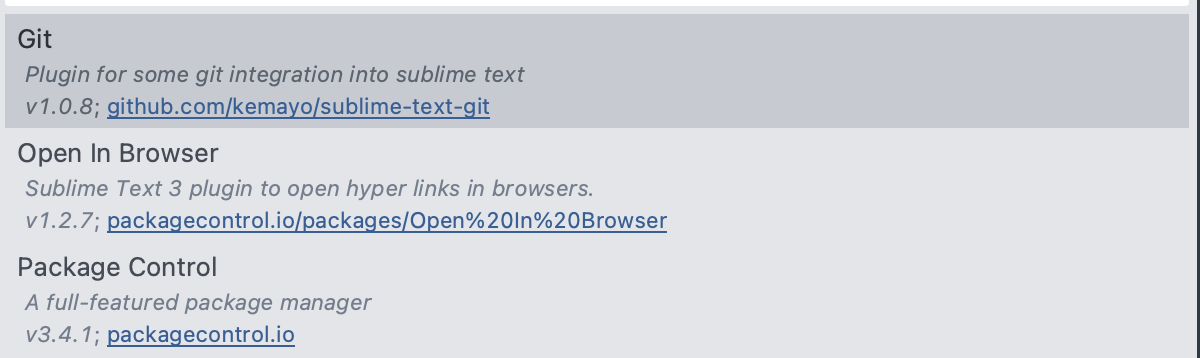 Git
Plugin for some git integration into sublime text
v1.0.8; github.com/kemayo/sublime-text-git
Open In Browser
Sublime Text 3 plugin to open hyper links in browsers.
v1.2.7; packagecontrol.io/packages/Open%20In%20Browser
Package Control
A full-featured package manager
v3.4.1; packagecontrol.io